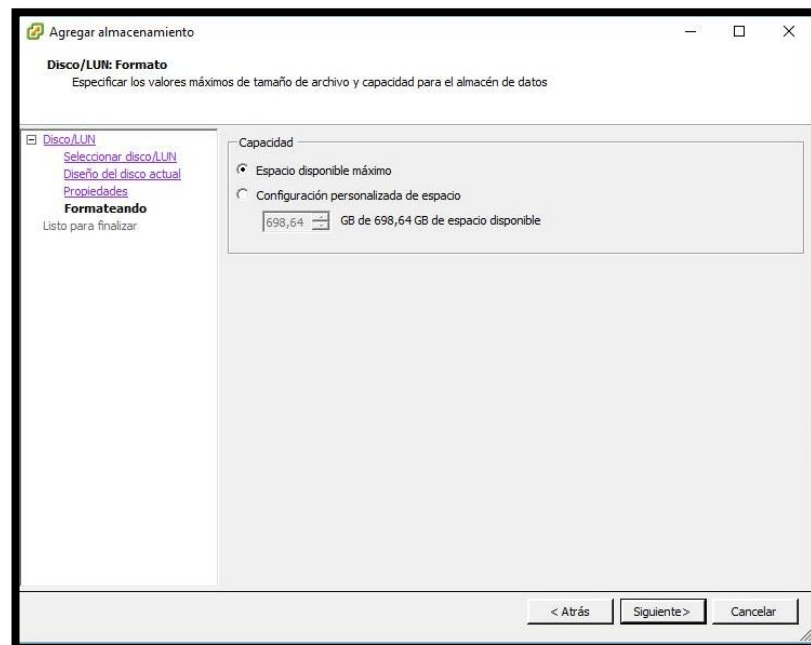 Agregar almacenamiento
Disco/LUN: Formato
Especificar los valores máximos de tamaño de archivo y capacidad para el almacén de datos
Disco/LUN
Seleccionar disco/LUN
Diseño del disco actual
Propiedades
Formateando
Listo para finalizar
Capacidad
Espacio disponible máximo
Configuración personalizada de espacio
698,64 GB de 698,64 GB de espacio disponible
< Atrás Siguiente> Cancelar